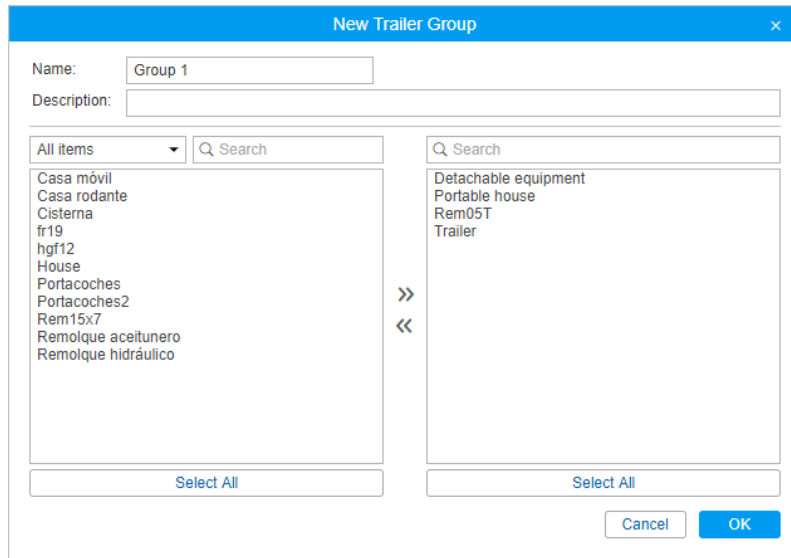 New Trailer Group ×
Name: Group 1
Description:
All items Search
Search
Casa móvil
Casa rodante
Cisterna
fr19
hgf12
House
Portacoches
Portacoches2
Rem15x7
Remolque aceitunero
Remolque hidráulico
Detachable equipment
Portable house
Rem05T
Trailer
Select All
Select All
Cancel OK